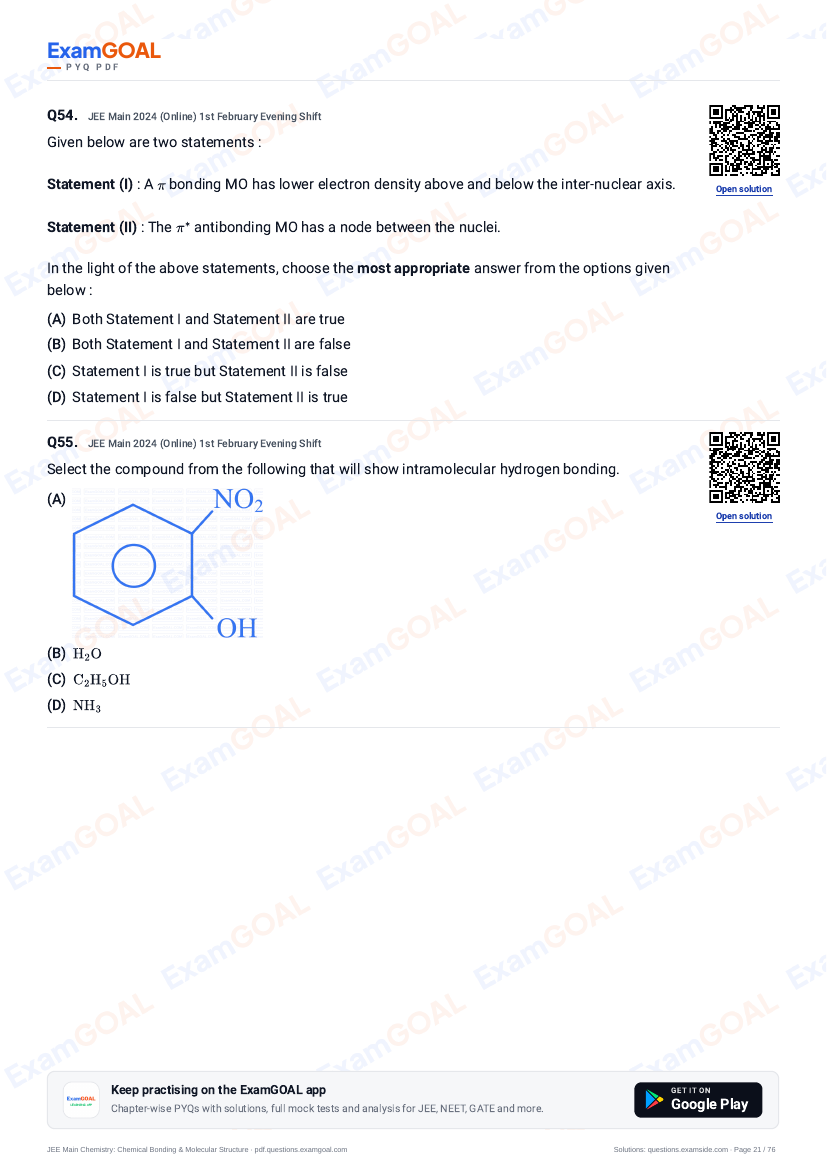 ExamGOAL
PYQ PDF
Q54. JEE Main 2024 (Online) 1st February Evening Shift
Given below are two statements :
Open solution
Statement (I) : A π bonding MO has lower electron density above and below the inter-nuclear axis.
Statement (II) : The π* antibonding MO has a node between the nuclei.
In the light of the above statements, choose the most appropriate answer from the options given
below :
(A) Both Statement I and Statement II are true
(B) Both Statement I and Statement II are false
(C) Statement I is true but Statement II is false
(D) Statement I is false but Statement II is true
Q55. JEE Main 2024 (Online) 1st February Evening Shift
Select the compound from the following that will show intramolecular hydrogen bonding.
Open solution
(A) NO₂
OH
(B) H₂O
(C) C₂H₅OH
(D) NH₃
Keep practising on the ExamGOAL app
Chapter-wise PYQs with solutions, full mock tests and analysis for JEE, NEET, GATE and more.
GET IT ON
Google Play
JEE Main Chemistry: Chemical Bonding & Molecular Structure · pdf.questions.examgoal.com
Solutions: questions.examside.com · Page 21 / 76